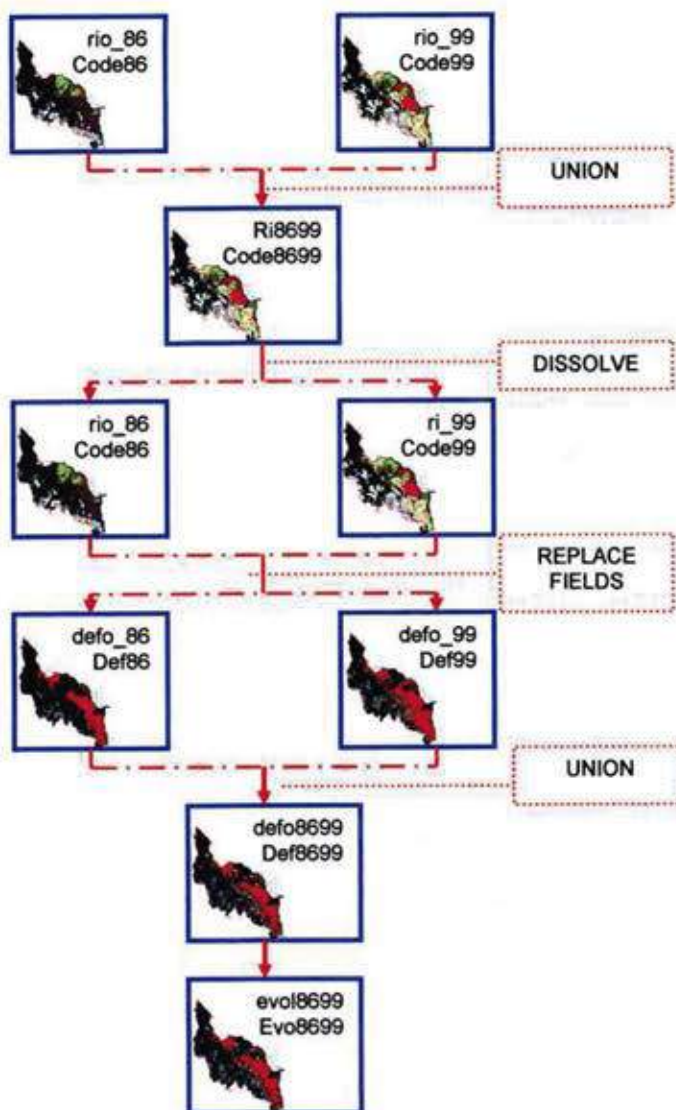 rio_86
Code86
rio_99
Code99
UNION
Ri8699
Code8699
DISSOLVE
rio_86
Code86
ri_99
Code99
REPLACE
FIELDS
defo_86
Def86
defo_99
Def99
UNION
defo8699
Def8699
evol8699
Evo8699